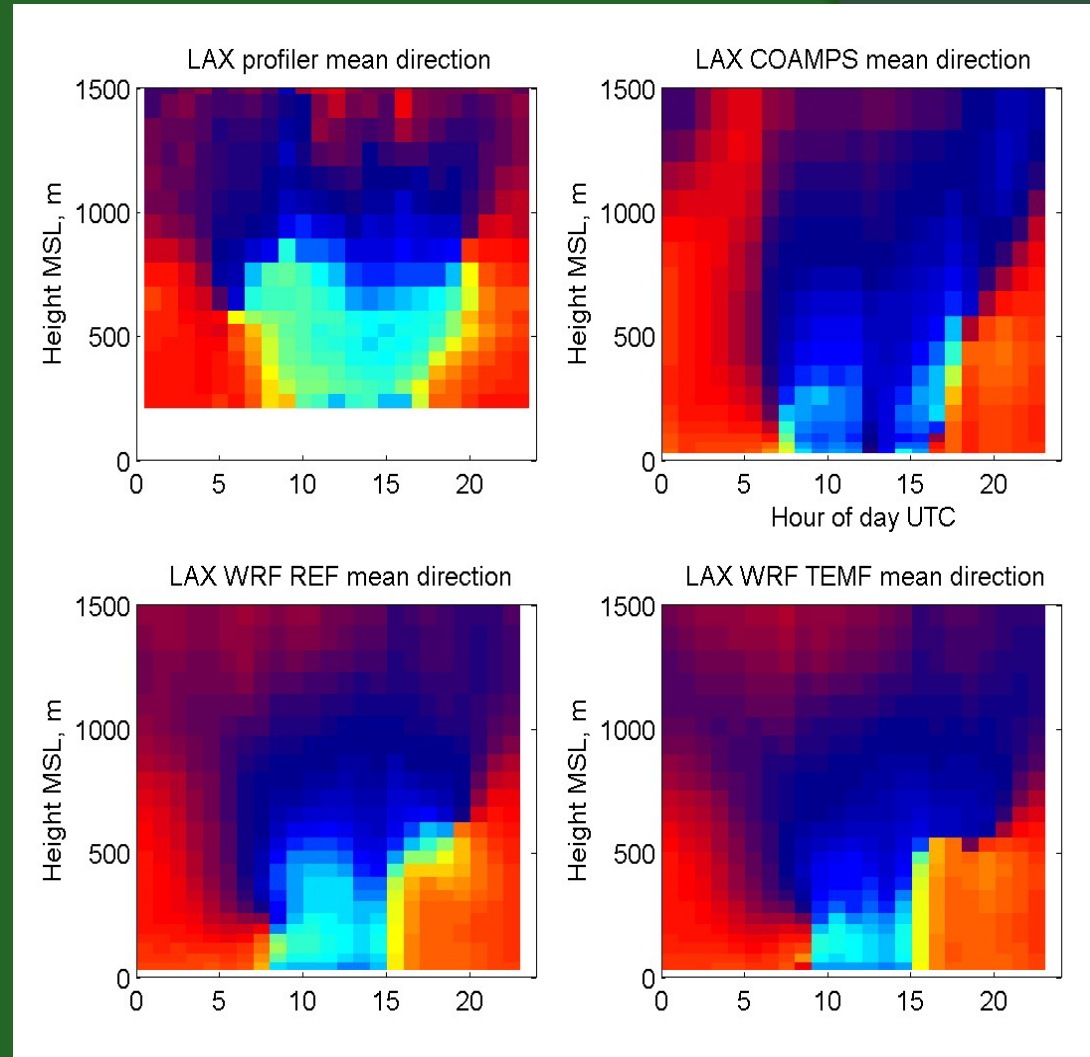 LAX profiler mean direction
1500
1000
500
0
Height MSL, m
0 5 10 15 20
LAX COAMPS mean direction
1500
1000
500
0
Height MSL, m
0 5 10 15 20
Hour of day UTC
LAX WRF REF mean direction
1500
1000
500
0
Height MSL, m
0 5 10 15 20
LAX WRF TEMF mean direction
1500
1000
500
0
Height MSL, m
0 5 10 15 20